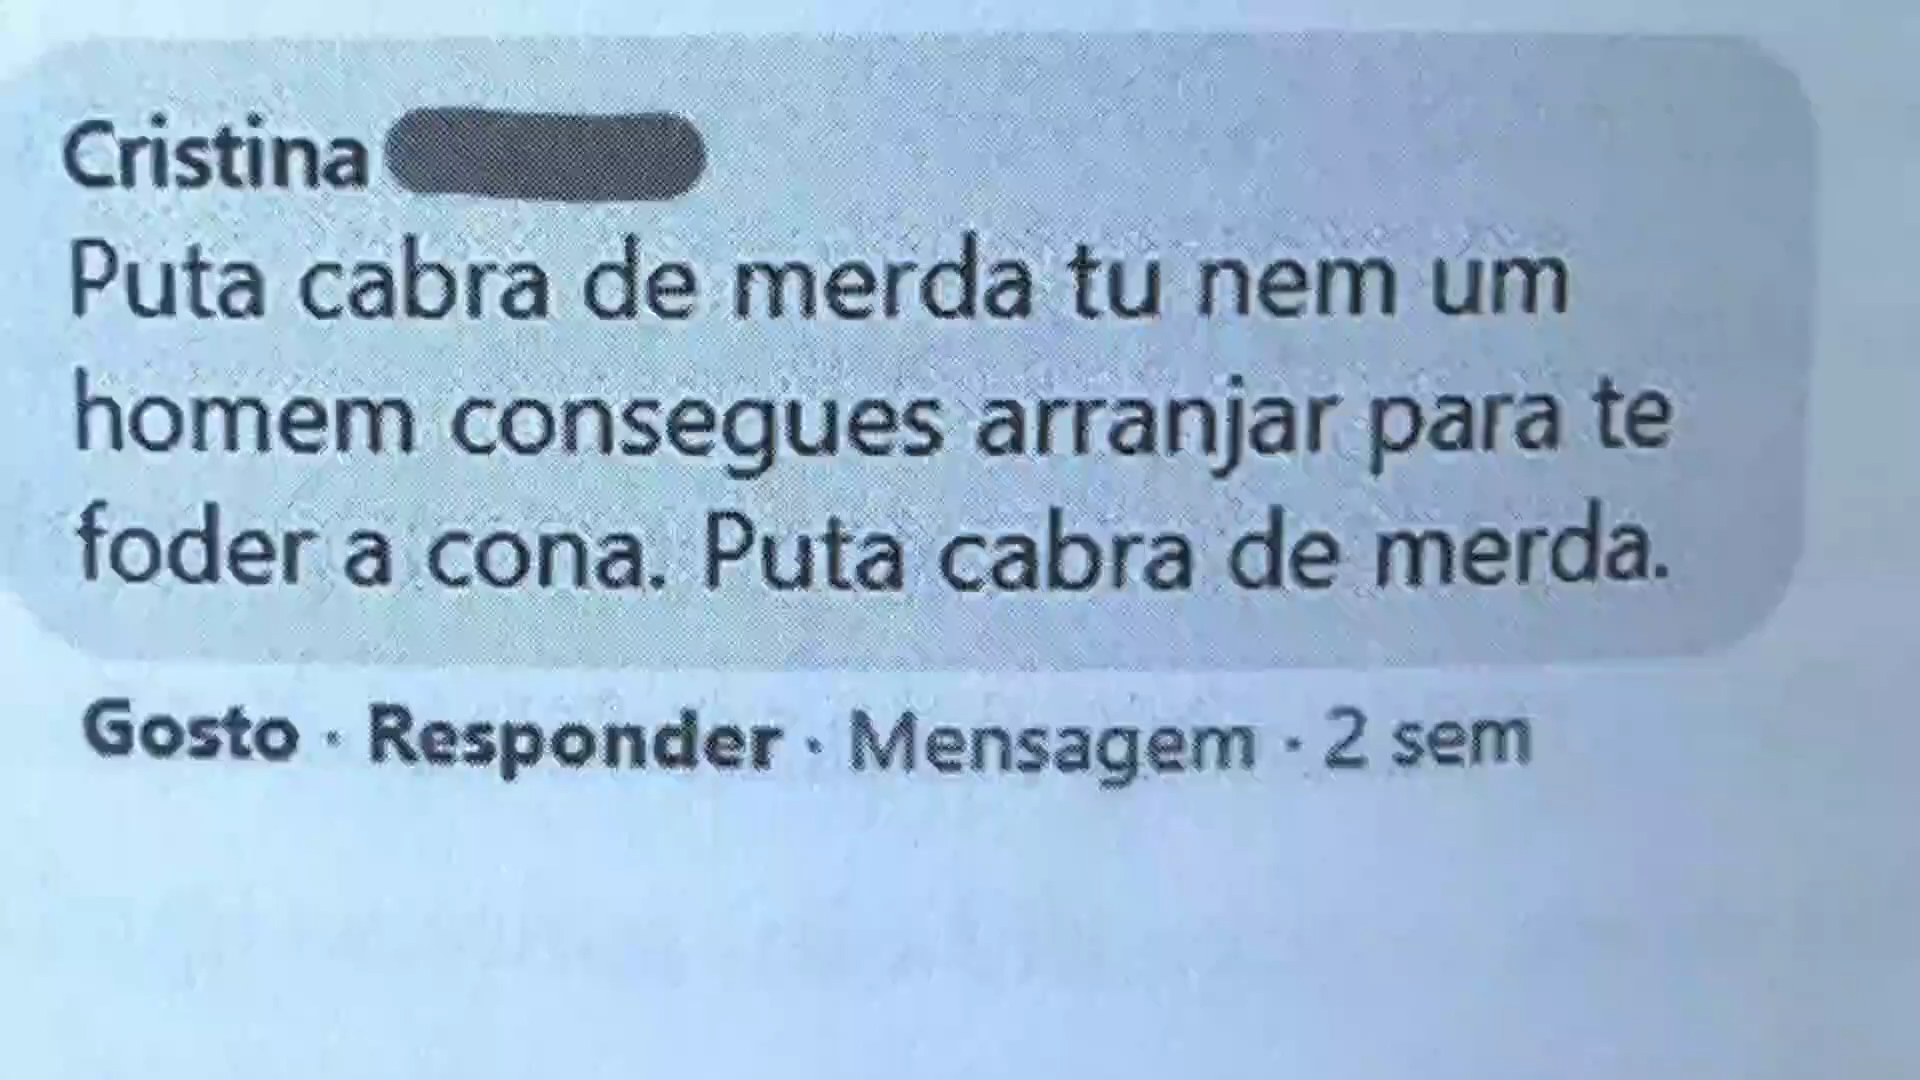 Cristina
Puta cabra de merda tu nem um
homem consegues arranjar para te
foder a cona. Puta cabra de merda.
Gosto · Responder · Mensagem · 2 sem